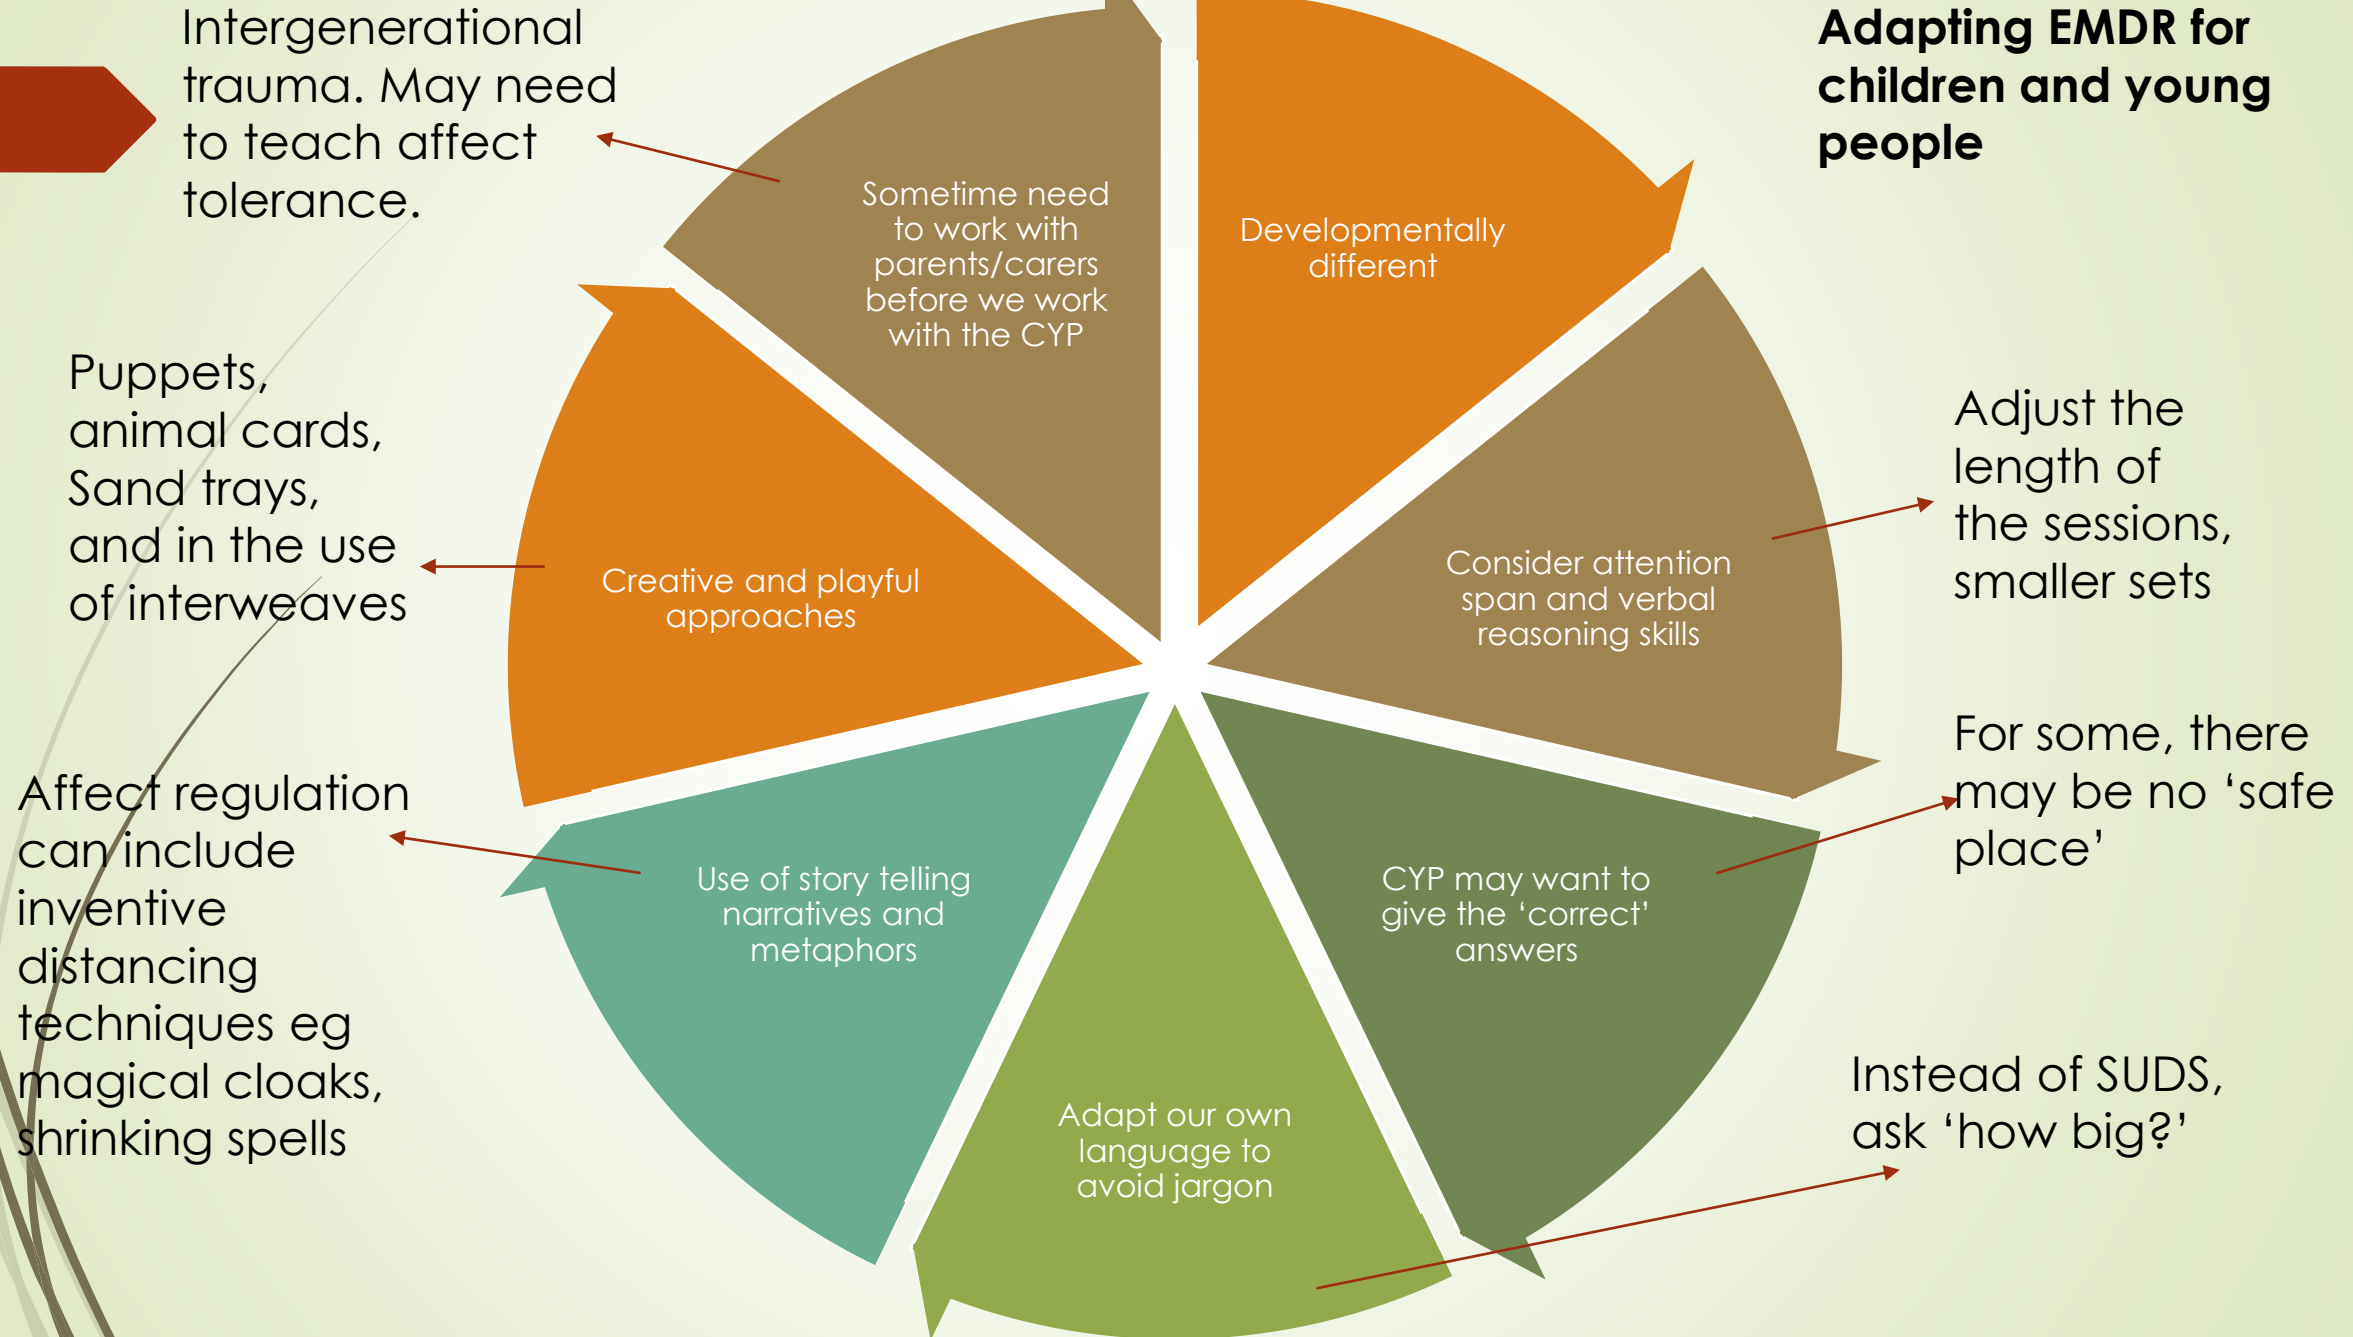 Adapting EMDR for
children and young
people
Developmentally
different
Consider attention
span and verbal
reasoning skills
Adjust the
length of
the sessions,
smaller sets
CYP may want to
give the ‘correct’
answers
For some, there
may be no ‘safe
place’
Adapt our own
language to
avoid jargon
Instead of SUDS,
ask ‘how big?’
Use of story telling
narratives and
metaphors
Affect regulation
can include
inventive
distancing
techniques eg
magical cloaks,
shrinking spells
Creative and playful
approaches
Puppets,
animal cards,
Sand trays,
and in the use
of interweaves
Sometime need
to work with
parents/carers
before we work
with the CYP
Intergenerational
trauma. May need
to teach affect
tolerance.